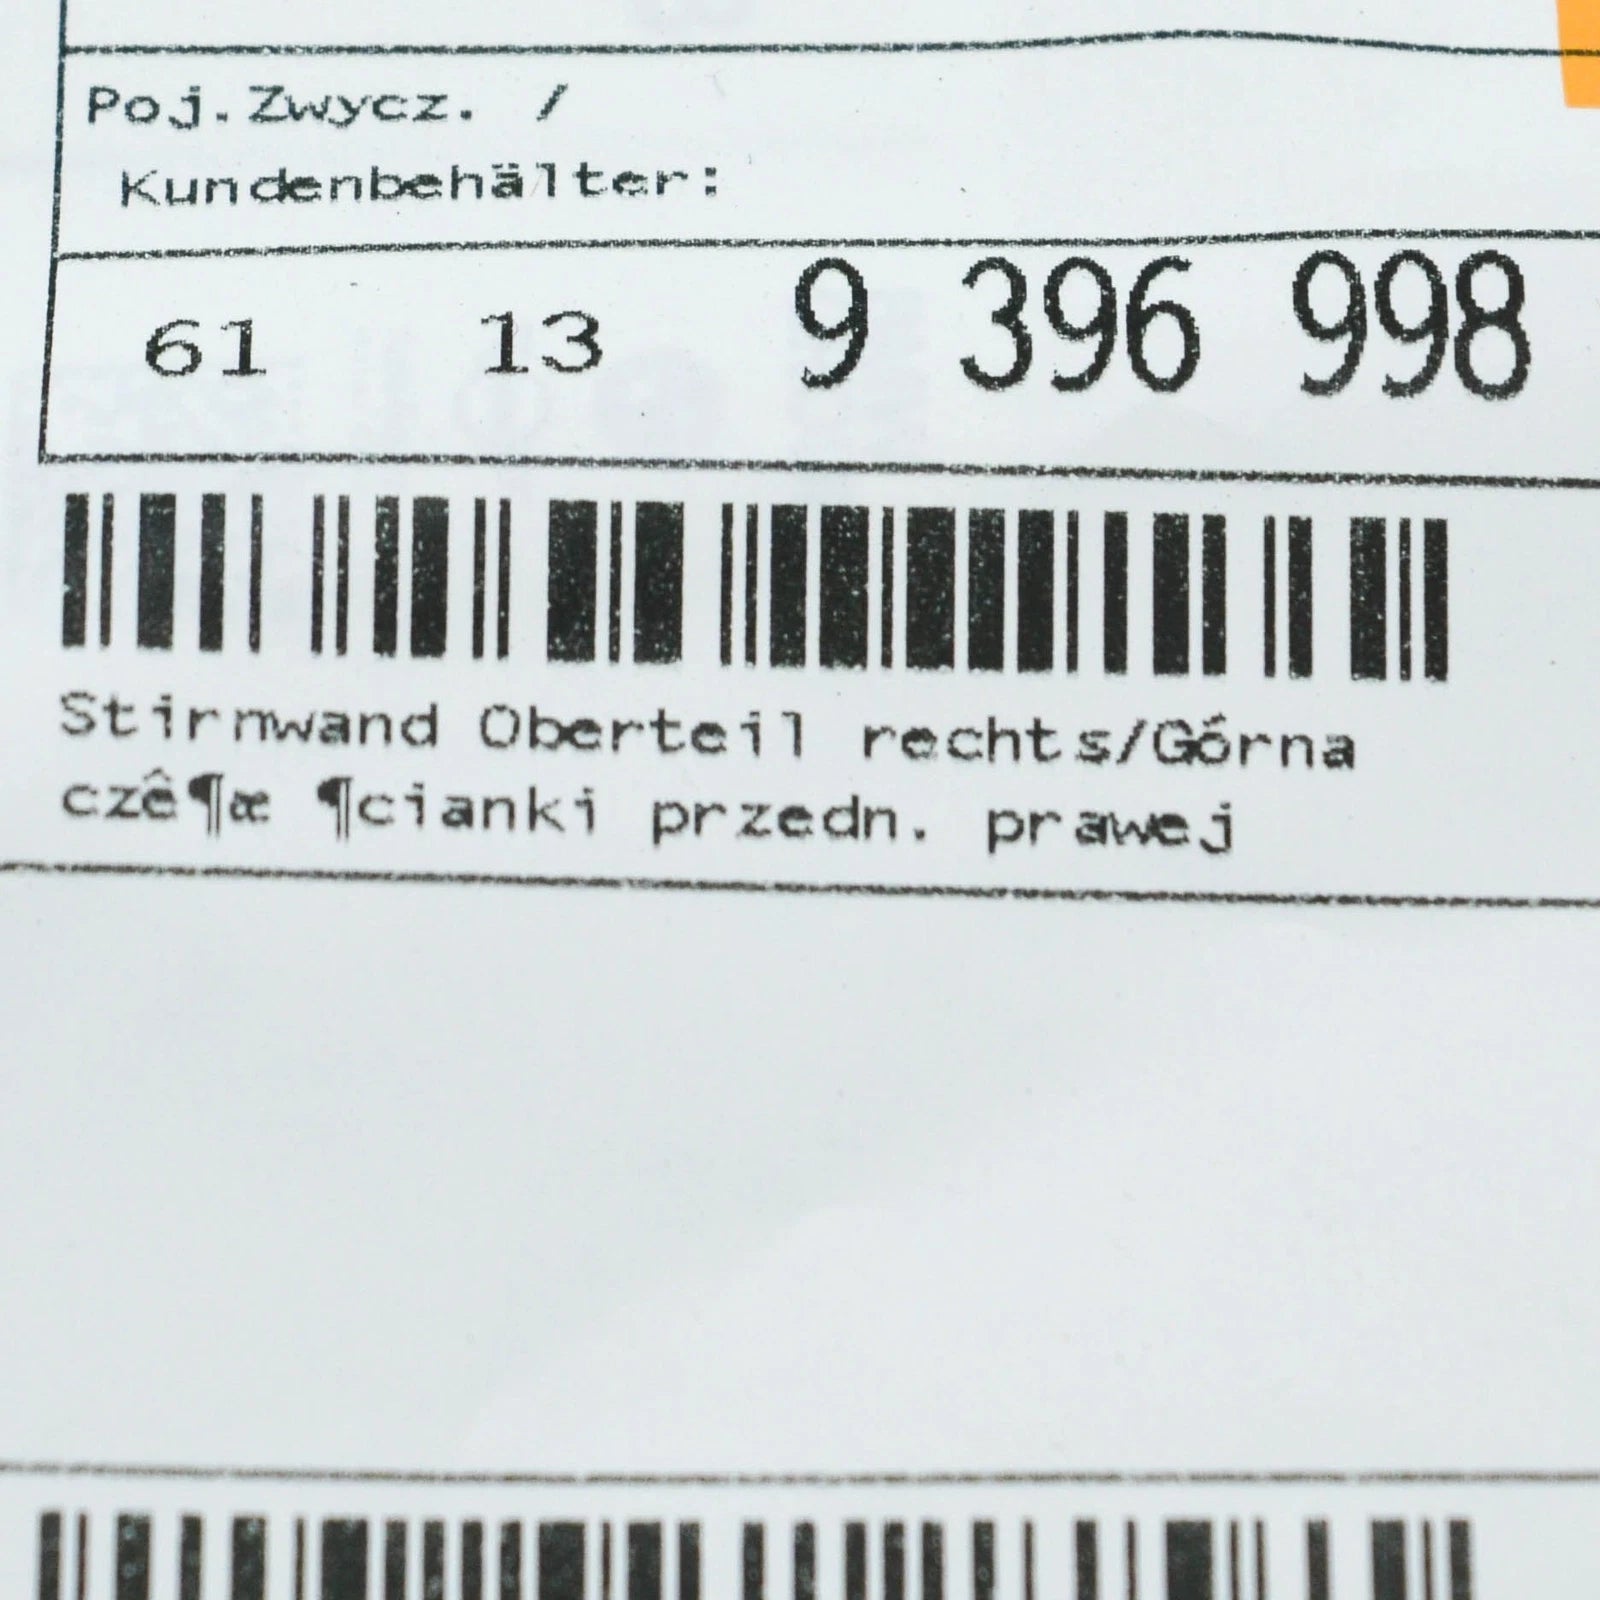 Poj.Zwycz. /
Kundenbehälter:
61 13 9 396 998
Stirnwand Oberteil rechts/Górna
czê¶æ ¶cianki przedn. prawej